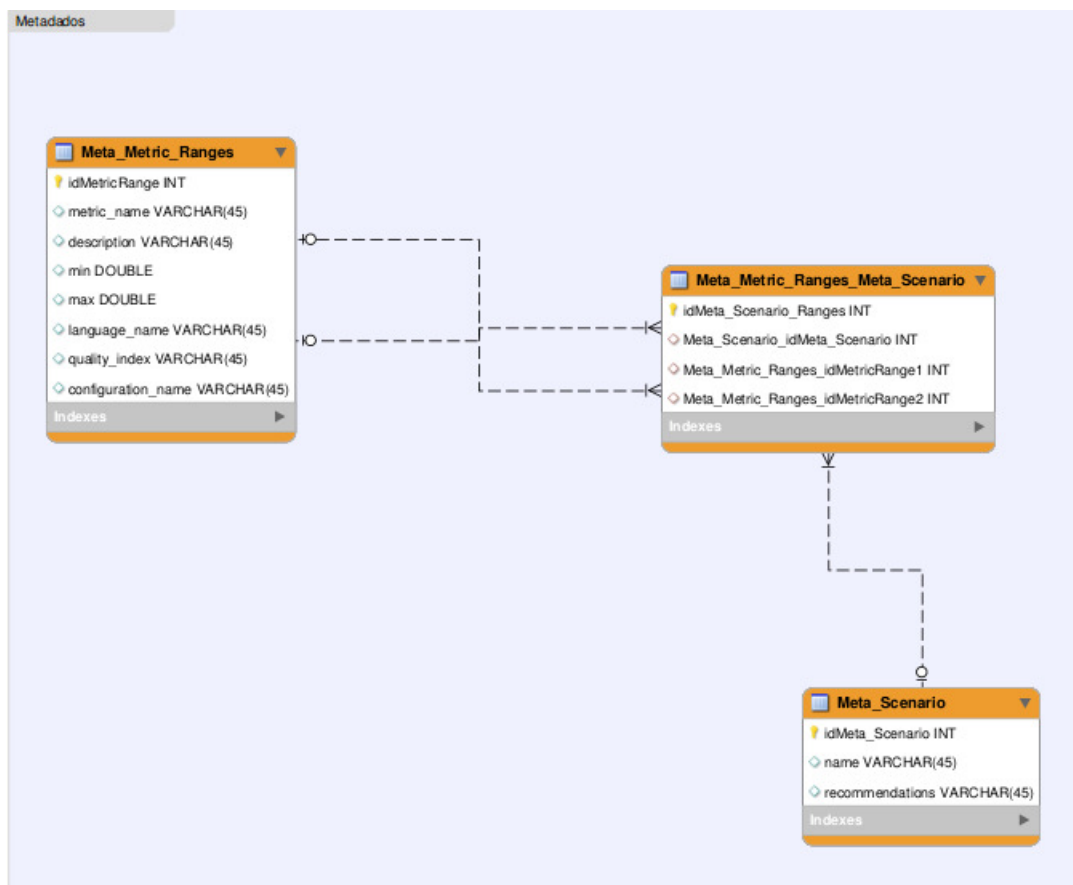 Metadados
Meta_Metric_Ranges
idMetricRange INT
metric_name VARCHAR(45)
description VARCHAR(45)
min DOUBLE
max DOUBLE
language_name VARCHAR(45)
quality_index VARCHAR(45)
configuration_name VARCHAR(45)
Indexes
Meta_Metric_Ranges_Meta_Scenario
idMeta_Scenario_Ranges INT
Meta_Scenario_idMeta_Scenario INT
Meta_Metric_Ranges_idMetricRange1 INT
Meta_Metric_Ranges_idMetricRange2 INT
Indexes
Meta_Scenario
idMeta_Scenario INT
name VARCHAR(45)
recommendations VARCHAR(45)
Indexes